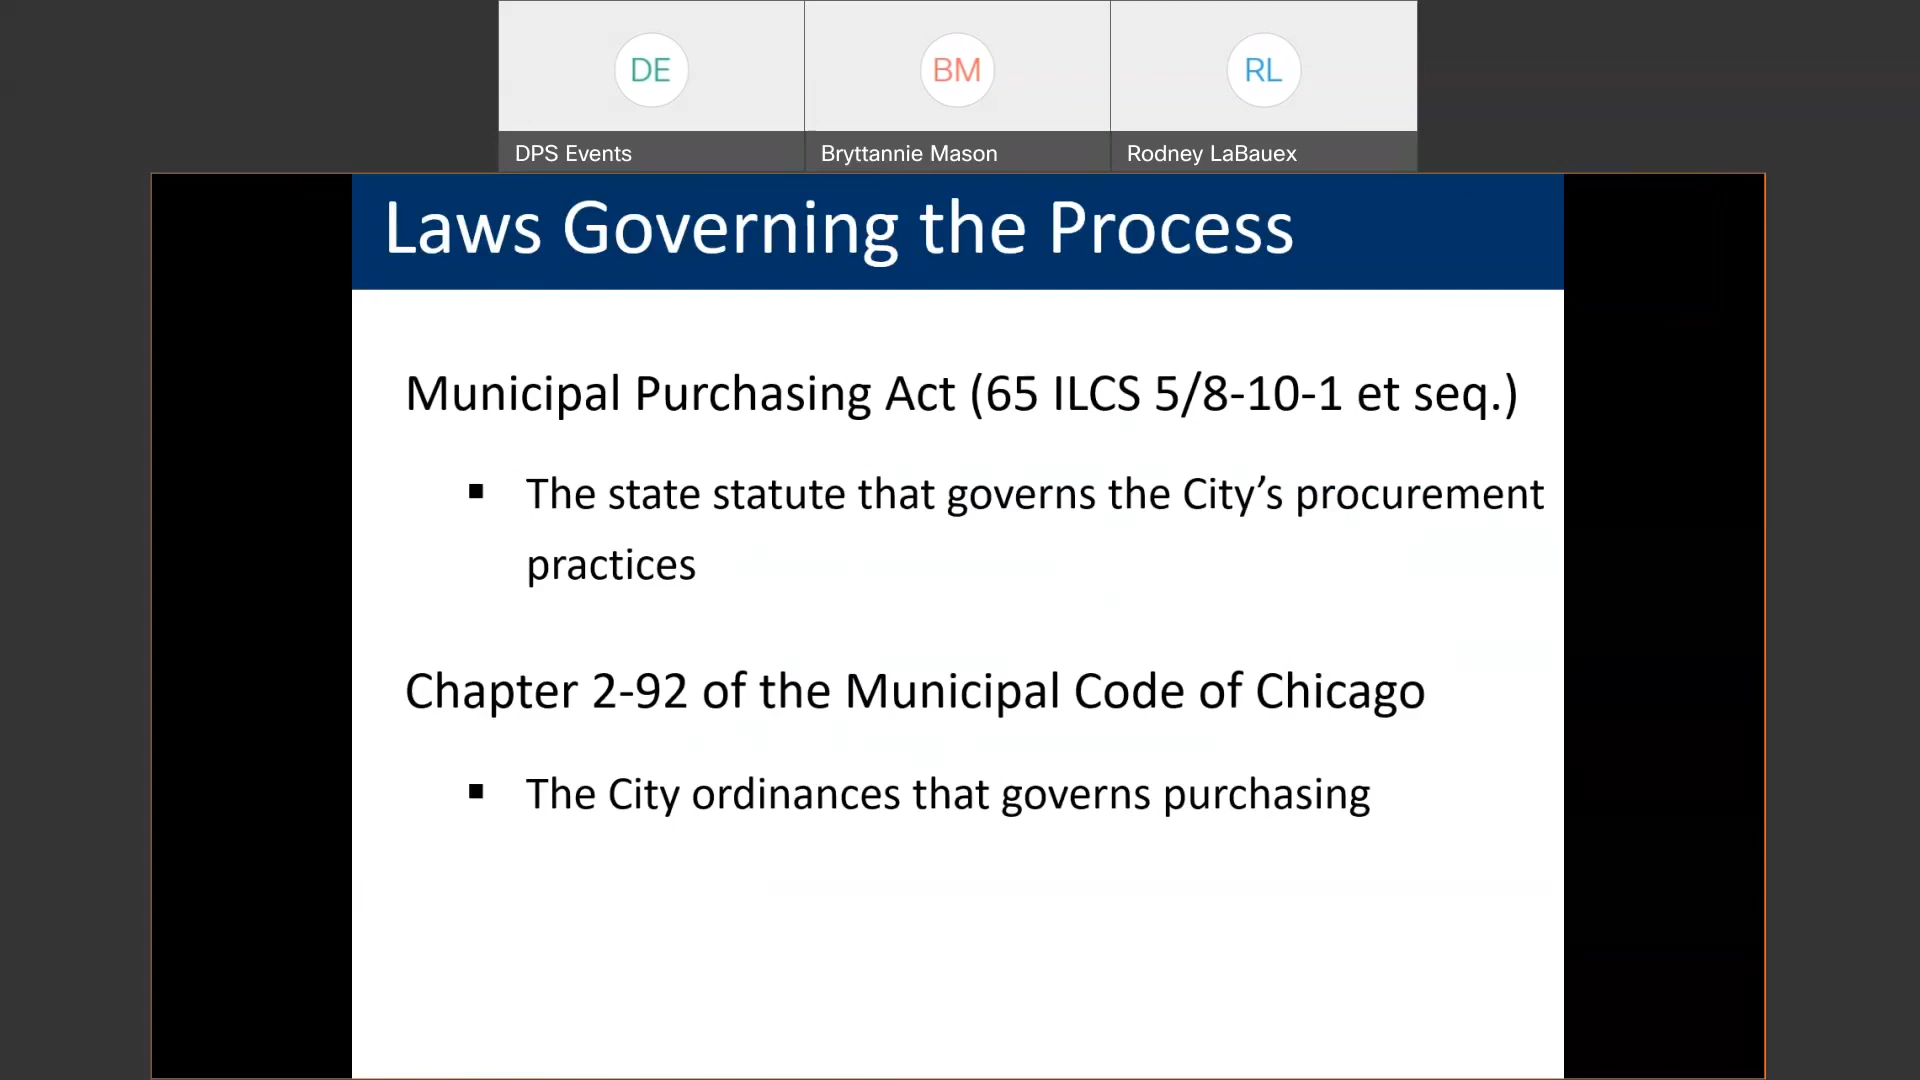 DE
BM
RL
DPS Events
Bryttannie Mason
Rodney LaBauex
Laws Governing the Process
Municipal Purchasing Act (65 ILCS 5/8-10-1 et seq.)
▪ The state statute that governs the City’s procurement
practices
Chapter 2-92 of the Municipal Code of Chicago
▪ The City ordinances that governs purchasing